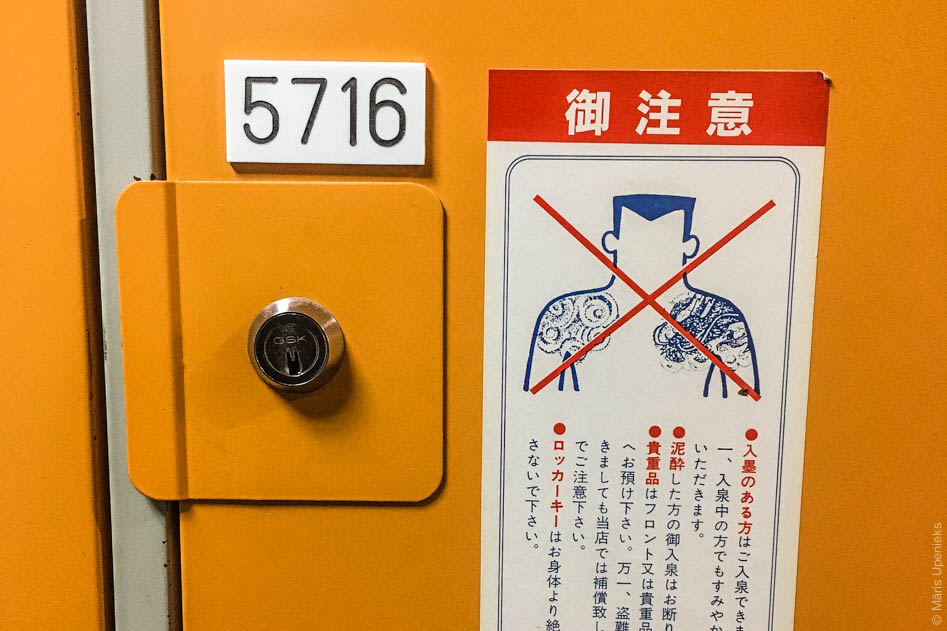 5716
GSK
御注意
●入墨のある方はご入泉できま
一、入泉中の方でもすみやか
いただきます。
●泥酔した方の御入泉はお断り
●貴重品はフロント又は貴重品
へお預け下さい。万一、盗難
きましても当店では補償致し
でご注意下さい。
●ロッカーキーはお身体より絶
さないで下さい。
© Māris Upenieks